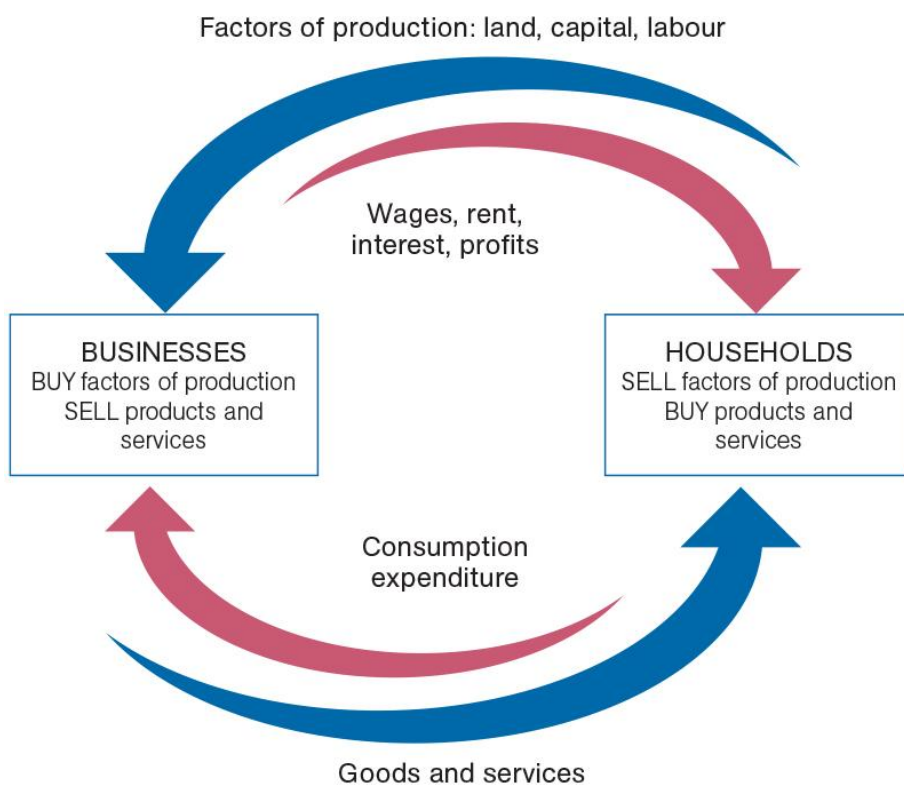 Factors of production: land, capital, labour
Wages, rent,
interest, profits
BUSINESSES
BUY factors of production
SELL products and
services
HOUSEHOLDS
SELL factors of production
BUY products and
services
Consumption
expenditure
Goods and services